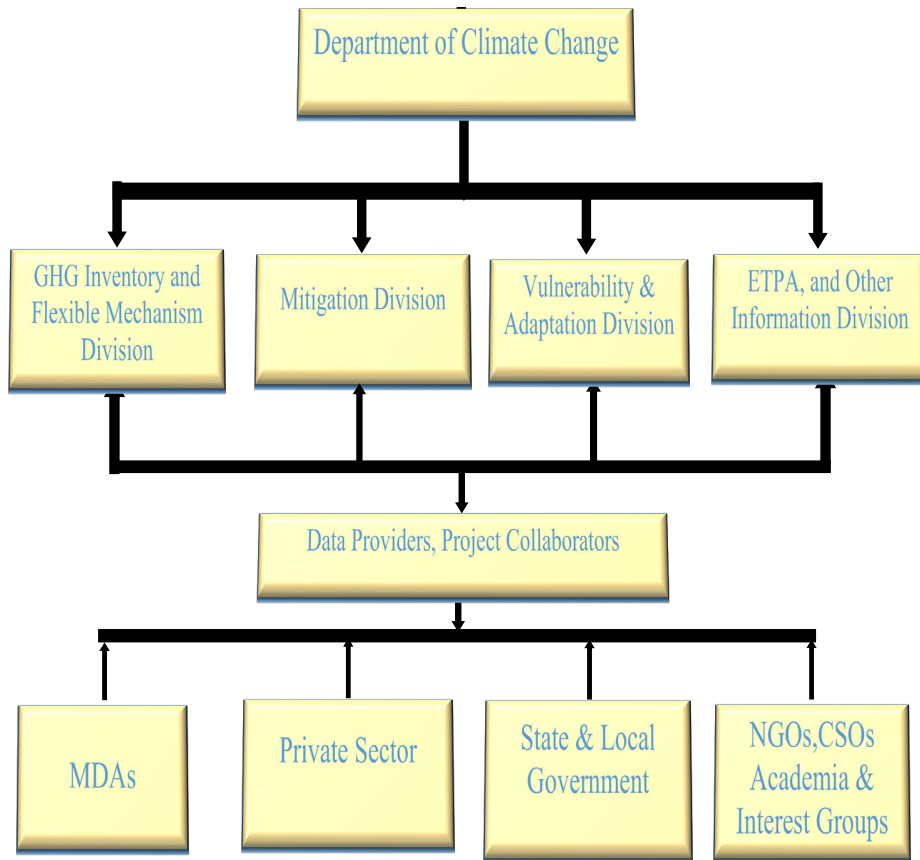 Department of Climate Change
GHG Inventory and
Flexible Mechanism
Division
Mitigation Division
Vulnerability &
Adaptation Division
ETPA, and Other
Information Division
Data Providers, Project Collaborators
MDAs
Private Sector
State & Local
Government
NGOs,CSOs
Academia &
Interest Groups